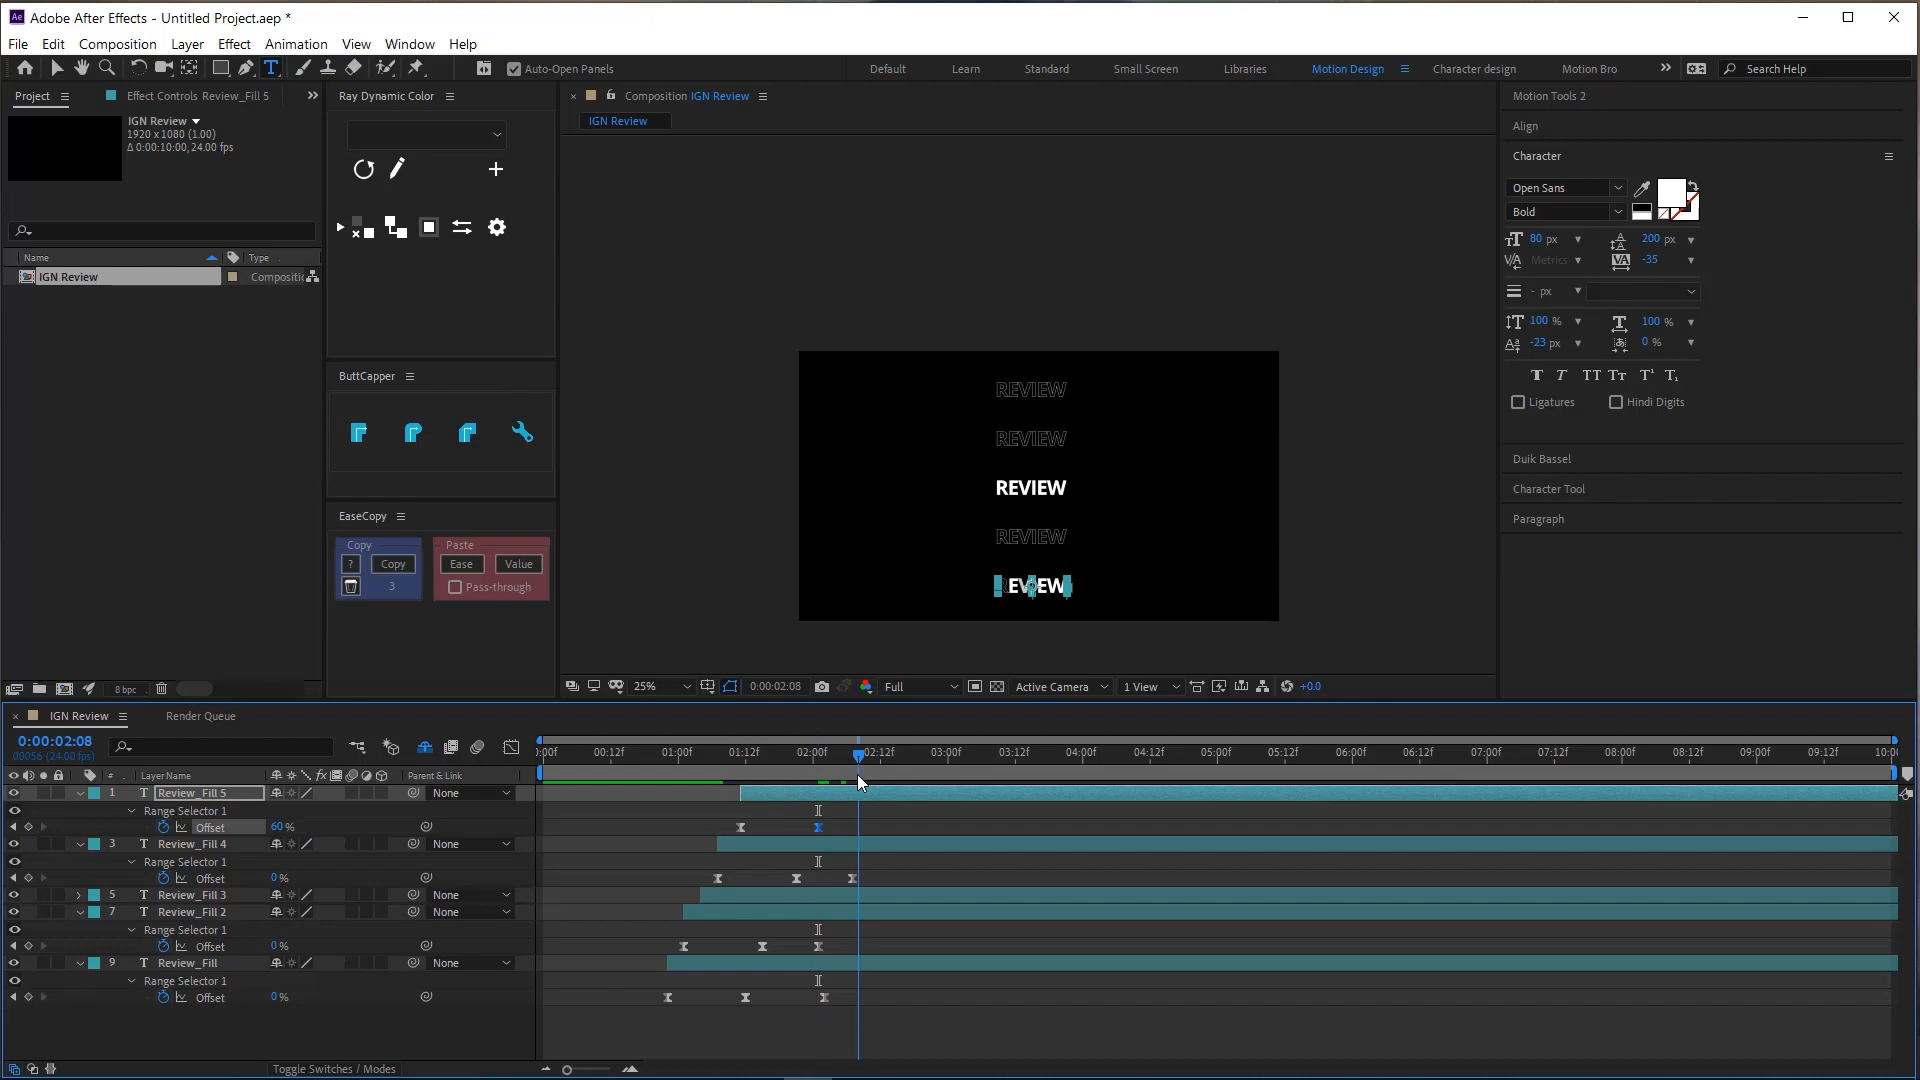 Adobe After Effects - Untitled Project.aep *
File Edit Composition Layer Effect Animation View Window Help
Auto-Open Panels
Default Learn Standard Small Screen Libraries Motion Design Character design Motion Bro
Search Help
Project
Effect Controls Review_Fill 5
IGN Review
1920 x 1080 (1.00)
Δ 0:00:10:00, 24.00 fps
Name Type
IGN Review Compositi
8 bpc
Ray Dynamic Color
ButtCapper
EaseCopy
Copy Paste
? Copy Ease Value
3 Pass-through
Composition IGN Review
IGN Review
REVIEW
REVIEW
REVIEW
REVIEW
REVIEW
25% 0:00:02:08 Full Active Camera 1 View +0.0
Motion Tools 2
Align
Character
Open Sans
Bold
80 px 200 px
Metrics -35
- px
100 % 100 %
-23 px 0 %
Ligatures Hindi Digits
Duik Bassel
Character Tool
Paragraph
IGN Review Render Queue
0:00:02:08
00056 (24.00 fps)
:00f 00:12f 01:00f 01:12f 02:00f 02:12f 03:00f 03:12f 04:00f 04:12f 05:00f 05:12f 06:00f 06:12f 07:00f 07:12f 08:00f 08:12f 09:00f 09:12f 10:00
# Layer Name fx Parent & Link
1 T Review_Fill 5 None
Range Selector 1
Offset 60 %
3 T Review_Fill 4 None
Range Selector 1
Offset 0 %
5 T Review_Fill 3 None
7 T Review_Fill 2 None
Range Selector 1
Offset 0 %
9 T Review_Fill None
Range Selector 1
Offset 0 %
Toggle Switches / Modes